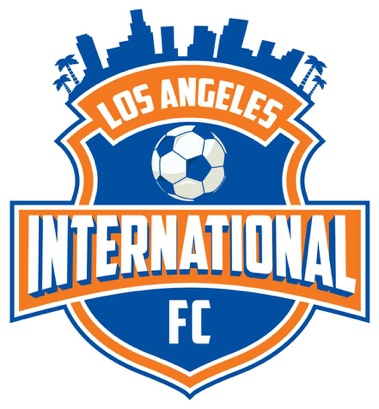 LOS ANGELES
INTERNATIONAL
FC